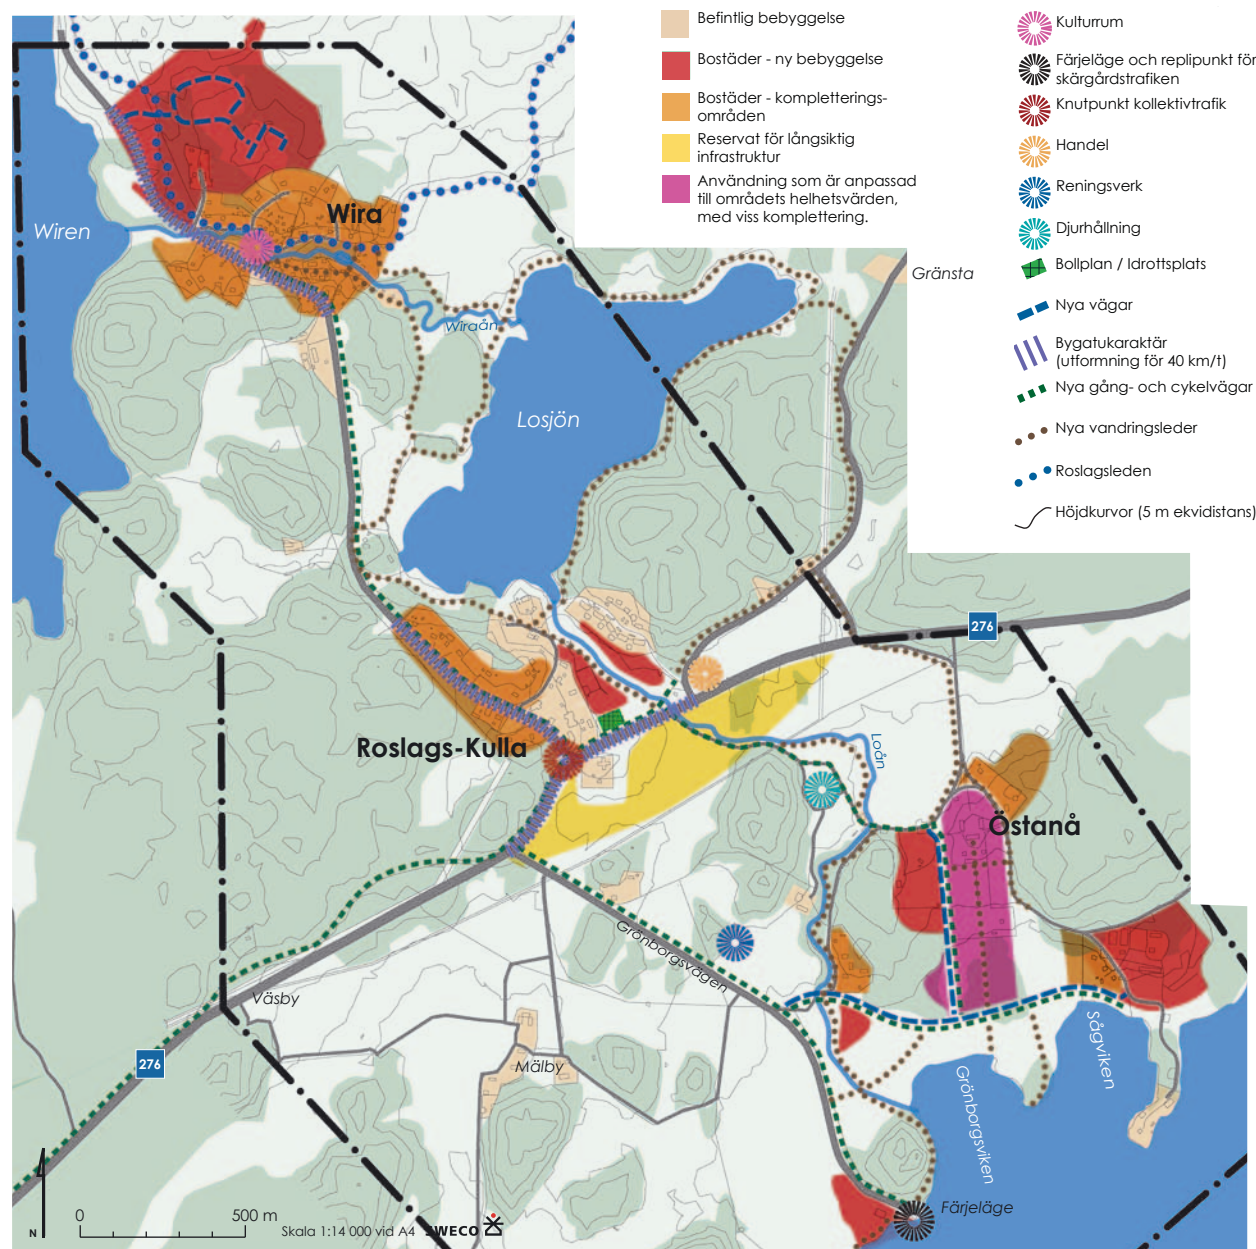 Befintlig bebyggelse
Bostäder - ny bebyggelse
Bostäder - kompletterings-
områden
Reservat för långsiktig
infrastruktur
Användning som är anpassad
till områdets helhetsvärden,
med viss komplettering.
Kulturrum
Färjeläge och replipunkt för
skärgårdstrafiken
Knutpunkt kollektivtrafik
Handel
Reningsverk
Djurhållning
Bollplan / Idrottsplats
Nya vägar
Bygatukaraktär
(utformning för 40 km/t)
Nya gång- och cykelvägar
Nya vandringsleder
Roslagsleden
Höjdkurvor (5 m ekvidistans)
Wira
Wiren
Gränsta
Wiraån
Losjön
276
Roslags-Kulla
Loån
Östanå
Grönborgsvägen
Väsby
Sågviken
276
Mälby
Grönborgsviken
Färjeläge
N
0 500 m
Skala 1:14 000 vid A4
SWECO